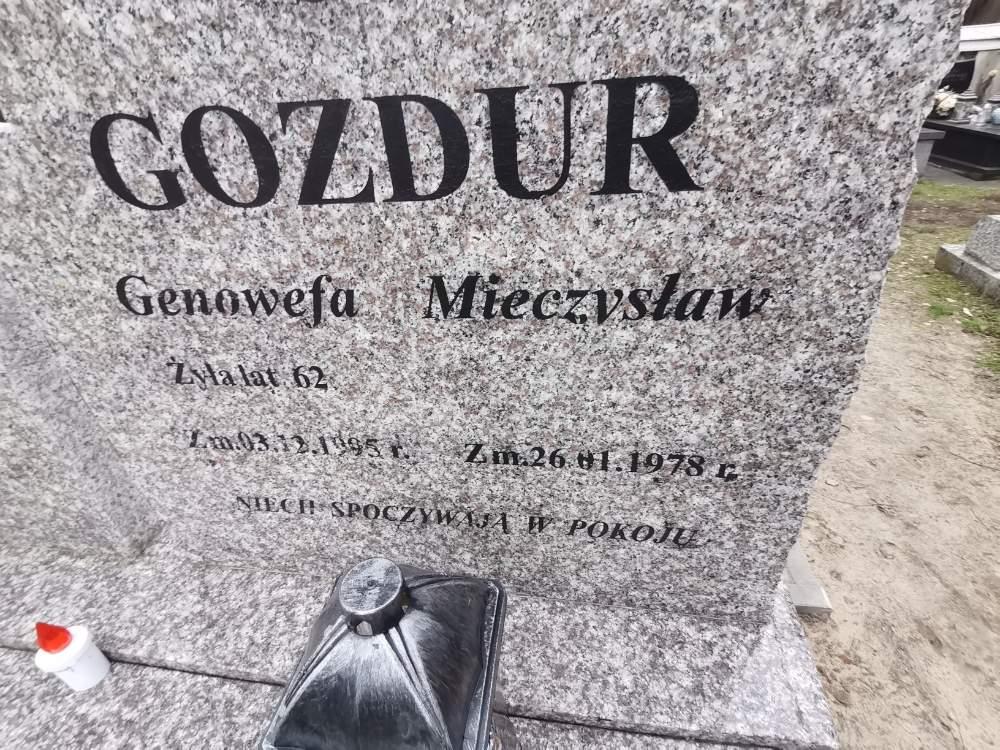 GOZDUR
Genowefa Mieczysław
Żyła lat 62
Zm.03.12.1995 r. Zm.26.01.1978 r.
NIECH SPOCZYWAJĄ W POKOJU